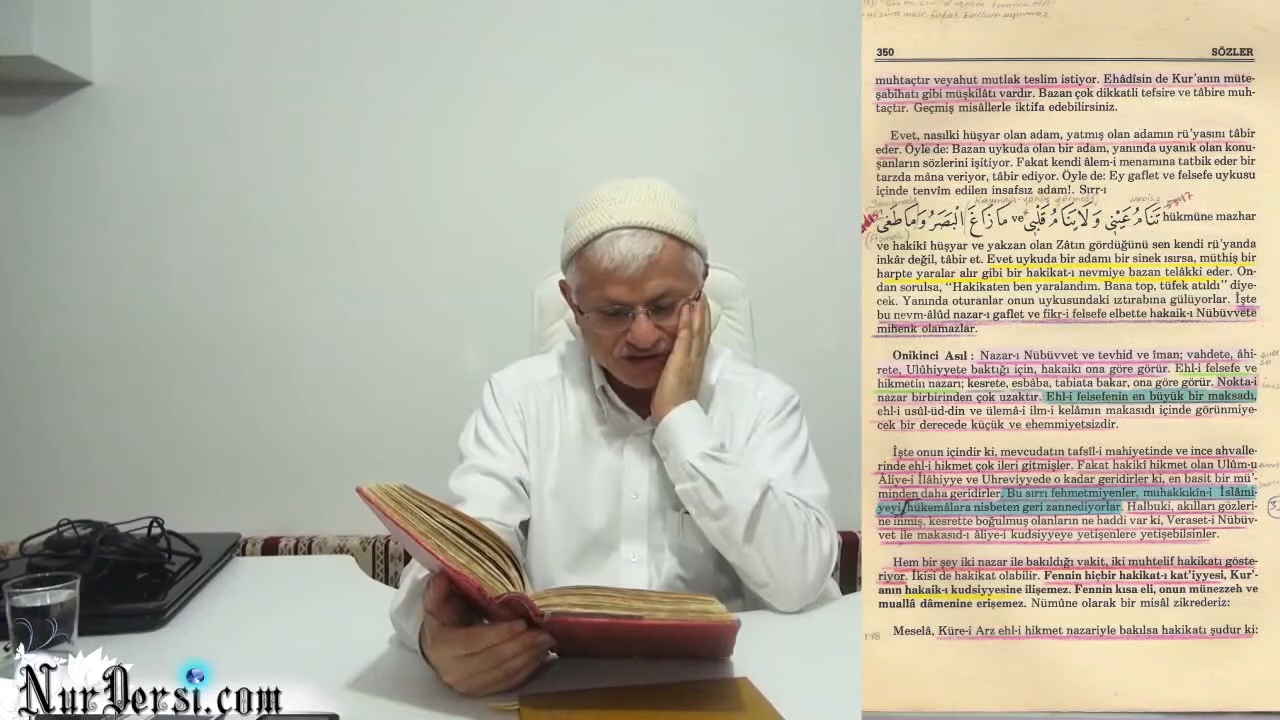 350
SÖZLER
muhtaçtır veyahut mutlak teslim istiyor. Ehâdîsin de Kur'anın müte-
şabihatı gibi müşkilâtı vardır. Bazan çok dikkatli tefsire ve tâbire muh-
taçtır. Geçmiş misâllerle iktifa edebilirsiniz.
Evet, nasılki hüşyar olan adam, yatmış olan adamın rü'yasını tâbir
eder. Öyle de: Bazan uykuda olan bir adam, yanında uyanık olan konu-
şanların sözlerini işitiyor. Fakat kendi âlem-i menamına tatbik eder bir
tarzda mâna veriyor, tâbir ediyor. Öyle de: Ey gaflet ve felsefe uykusu
içinde tenvîm edilen insafsız adam!. Sırr-ı
تَنَامُ عَيْنِي وَلَا يَنَامُ قَلْبِي ve مَا زَاغَ الْبَصَرُ وَمَا طَغَى hükmüne mazhar
ve hakikî hüşyar ve yakzan olan Zâtın gördüğünü sen kendi rü'yanda
inkâr değil, tâbir et. Evet uykuda bir adamı bir sinek ısırsa, müthiş bir
harpte yaralar alır gibi bir hakikat-ı nevmiye bazan telâkki eder. On-
dan sorulsa, "Hakikaten ben yaralandım. Bana top, tüfek atıldı" diye-
cek. Yanında oturanlar onun uykusundaki ıztırabına gülüyorlar. İşte
bu nevm-âlûd nazar-ı gaflet ve fikr-i felsefe elbette hakaik-ı Nübüvvete
mihenk olamazlar.
Onikinci Asıl : Nazar-ı Nübüvvet ve tevhid ve îman; vahdete, âhi-
rete, Ulûhiyyete baktığı için, hakaikı ona göre görür. Ehl-i felsefe ve
hikmetin nazarı; kesrete, esbâba, tabiata bakar, ona göre görür. Nokta-i
nazar birbirinden çok uzaktır. Ehl-i felsefenin en büyük bir maksadı,
ehl-i usûl-üd-din ve ülemâ-i ilm-i kelâmın makasıdı içinde görünmiye-
cek bir derecede küçük ve ehemmiyetsizdir.
İşte onun içindir ki, mevcudatın tafsîl-i mahiyetinde ve ince ahvalle-
rinde ehl-i hikmet çok ileri gitmişler. Fakat hakikî hikmet olan Ulûm-u
Âliye-i İlâhiyye ve Uhreviyyede o kadar geridirler ki, en basit bir mü'-
minden daha geridirler. Bu sırrı fehmetmiyenler, muhakkıkîn-i İslâmi-
yeyi, hükemâlara nisbeten geri zannediyorlar. Halbuki, akılları gözleri-
ne inmiş, kesrette boğulmuş olanların ne haddi var ki, Veraset-i Nübüv-
vet ile makasıd-ı âliye-i kudsiyyeye yetişenlere yetişebilsinler.
Hem bir şey iki nazar ile bakıldığı vakit, iki muhtelif hakikatı göste-
riyor. İkisi de hakikat olabilir. Fennin hiçbir hakikat-ı kat'iyyesi, Kur'-
anın hakaik-ı kudsiyyesine ilişemez. Fennin kısa eli, onun münezzeh ve
muallâ dâmenine erişemez. Nümûne olarak bir misâl zikrederiz:
Meselâ, Küre-i Arz ehl-i hikmet nazariyle bakılsa hakikatı şudur ki:
NurDersi.com